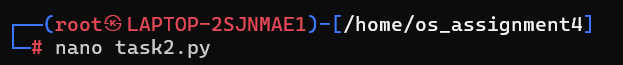 ┌──(root㉿LAPTOP-2SJNMAE1)-[/home/os_assignment4]
└─# nano task2.py